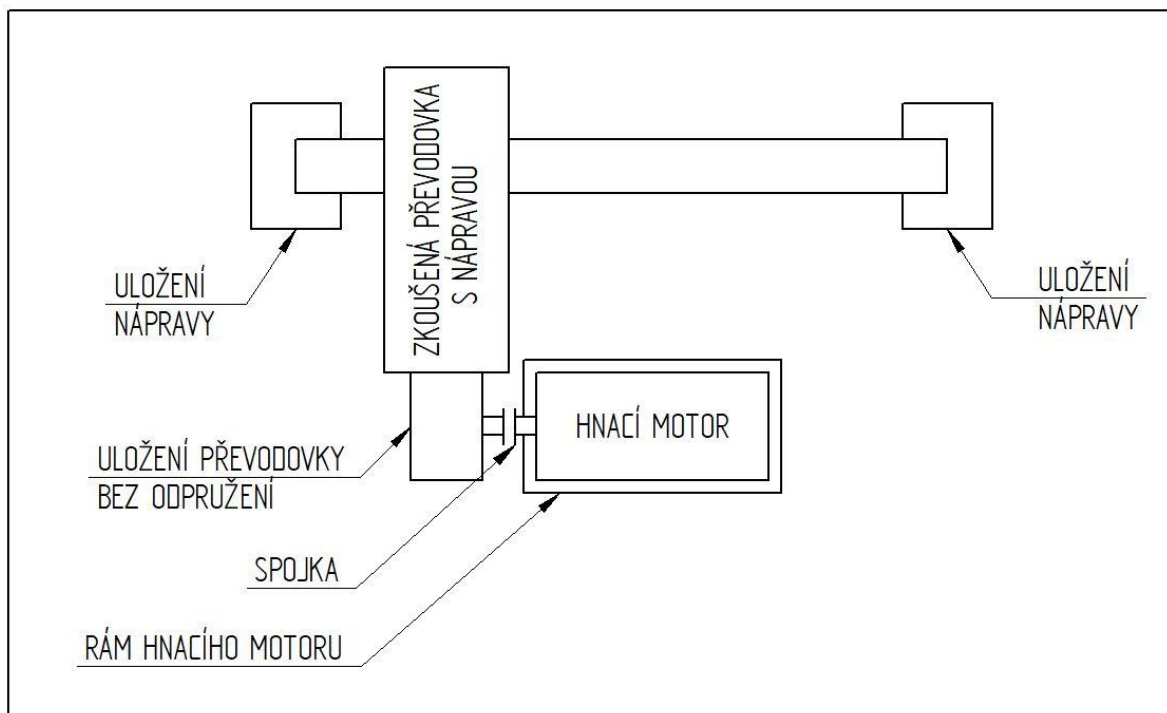 ZKOUŠENÁ PŘEVODOVKA
S NÁPRAVOU
ULOŽENÍ
NÁPRAVY
ULOŽENÍ
NÁPRAVY
HNACÍ MOTOR
ULOŽENÍ PŘEVODOVKY
BEZ ODPRUŽENÍ
SPOJKA
RÁM HNACÍHO MOTORU